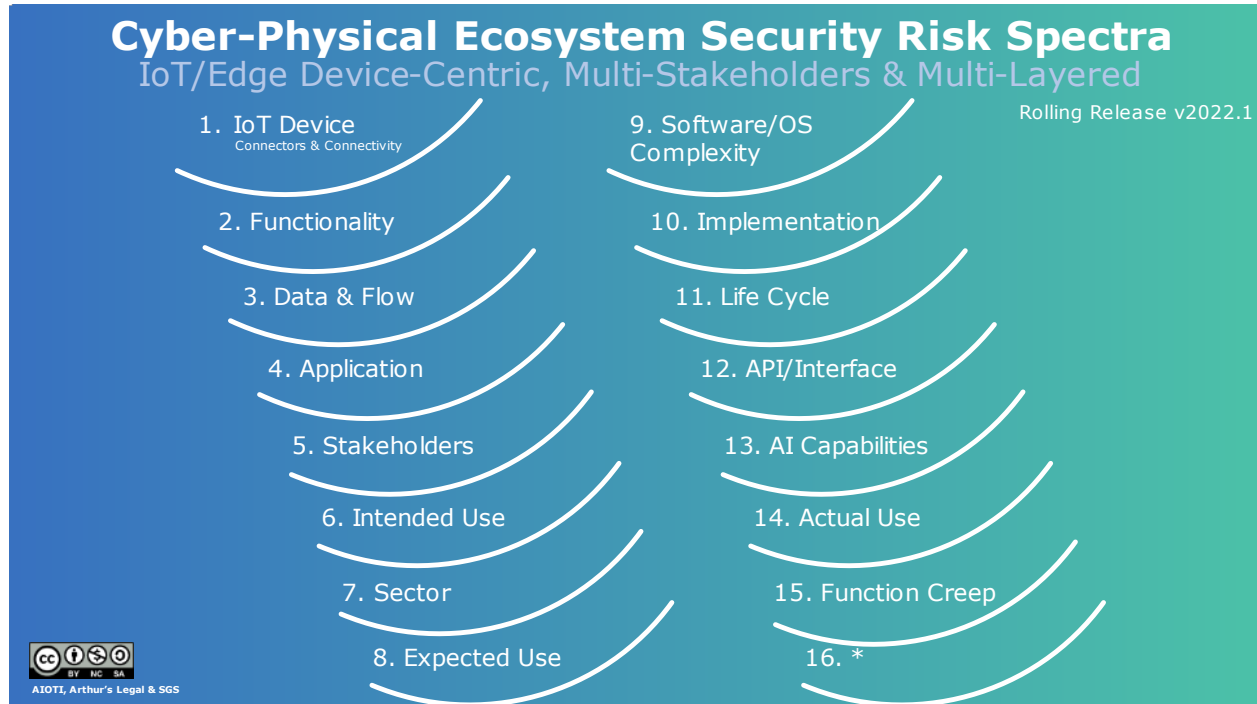 Cyber-Physical Ecosystem Security Risk Spectra
IoT/Edge Device-Centric, Multi-Stakeholders & Multi-Layered
Rolling Release v2022.1
1. IoT Device
Connectors & Connectivity
2. Functionality
3. Data & Flow
4. Application
5. Stakeholders
6. Intended Use
7. Sector
8. Expected Use
9. Software/OS
Complexity
10. Implementation
11. Life Cycle
12. API/Interface
13. AI Capabilities
14. Actual Use
15. Function Creep
16. *
cc
BY NC SA
AIOTI, Arthur's Legal & SGS